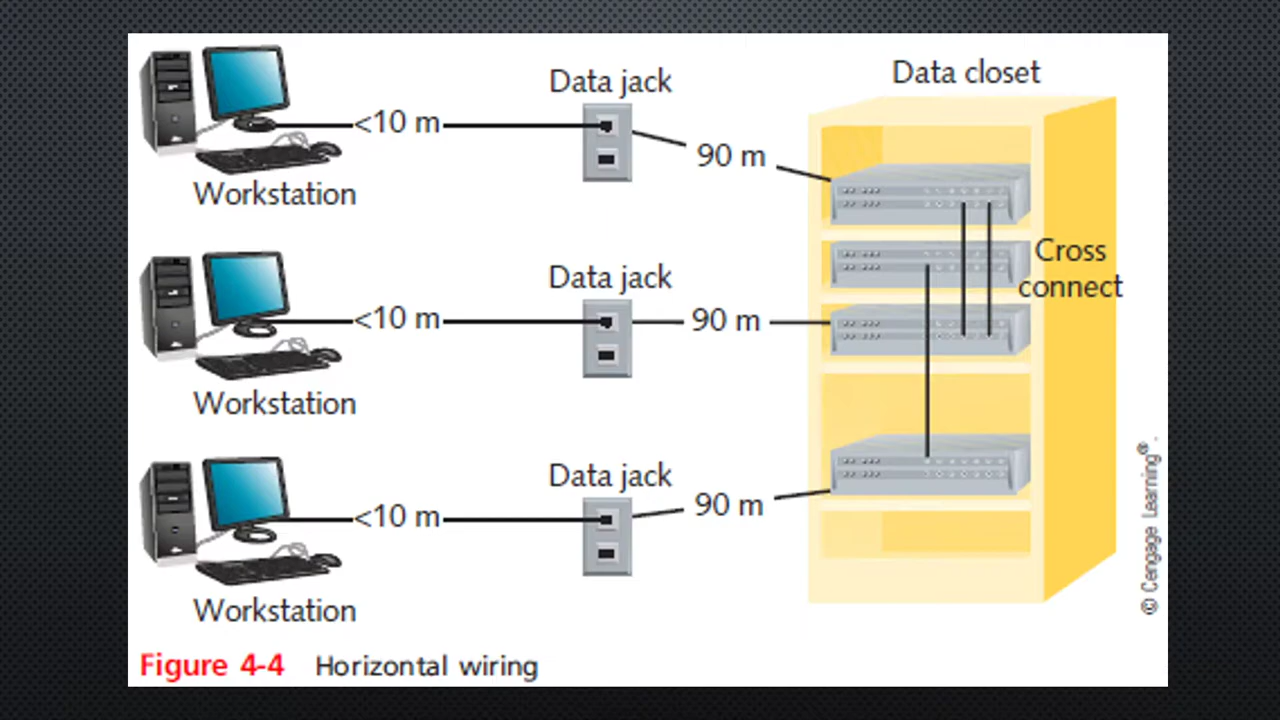 Data closet
Data jack
<10 m
90 m
Workstation
Cross
connect
Data jack
<10 m
90 m
Workstation
Data jack
<10 m
90 m
Workstation
© Cengage Learning®.
Figure 4-4 Horizontal wiring